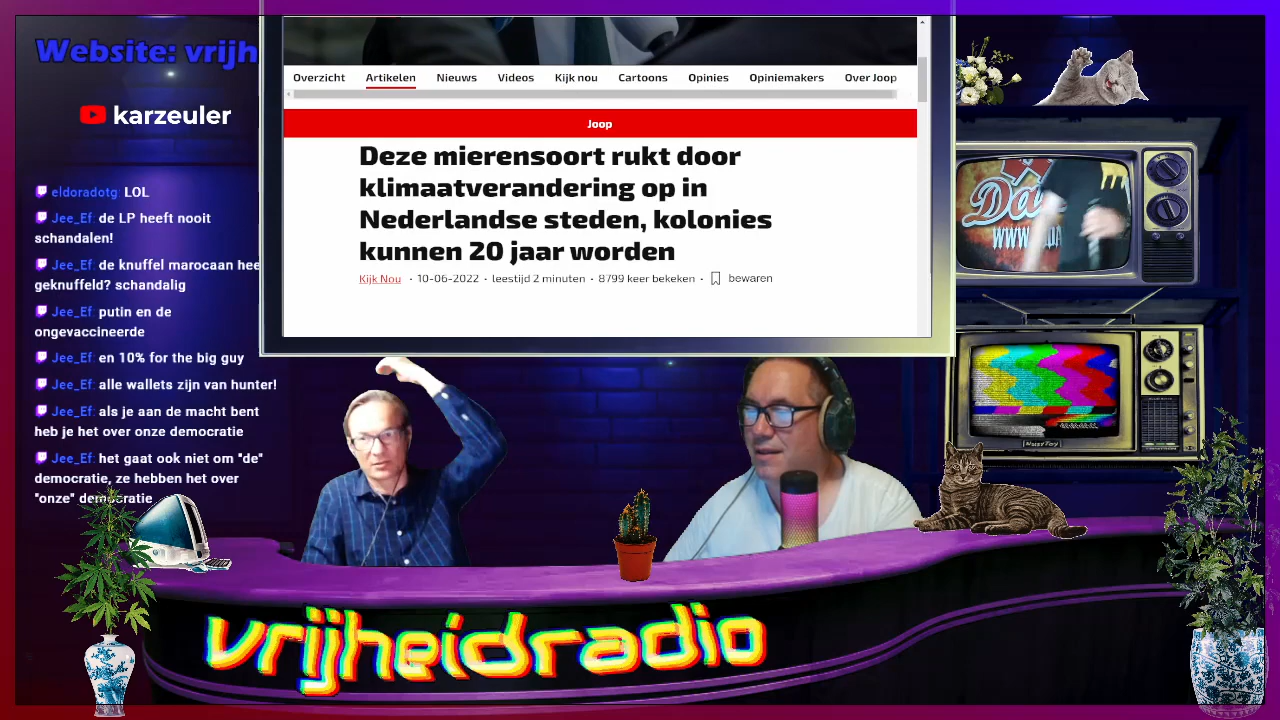 Website: vrijh
karzeuler
eldoradotg: LOL
Jee_Ef: de LP heeft nooit
schandalen!
Jee_Ef: de knuffel marocaan hee
geknuffeld? schandalig
Jee_Ef: putin en de
ongevaccineerde
Jee_Ef: en 10% for the big guy
Jee_Ef: alle wallets zijn van hunter!
Jee_Ef: als je aan de macht bent
heb je het over onze democratie
Jee_Ef: het gaat ook niet om "de"
democratie, ze hebben het over
"onze" democratie
Overzicht Artikelen Nieuws Videos Kijk nou Cartoons Opinies Opiniemakers Over Joop
Joop
Deze mierensoort rukt door
klimaatverandering op in
Nederlandse steden, kolonies
kunnen 20 jaar worden
Kijk Nou · 10-06-2022 · leestijd 2 minuten · 8799 keer bekeken · bewaren
Da
WWW.
vrijheidradio